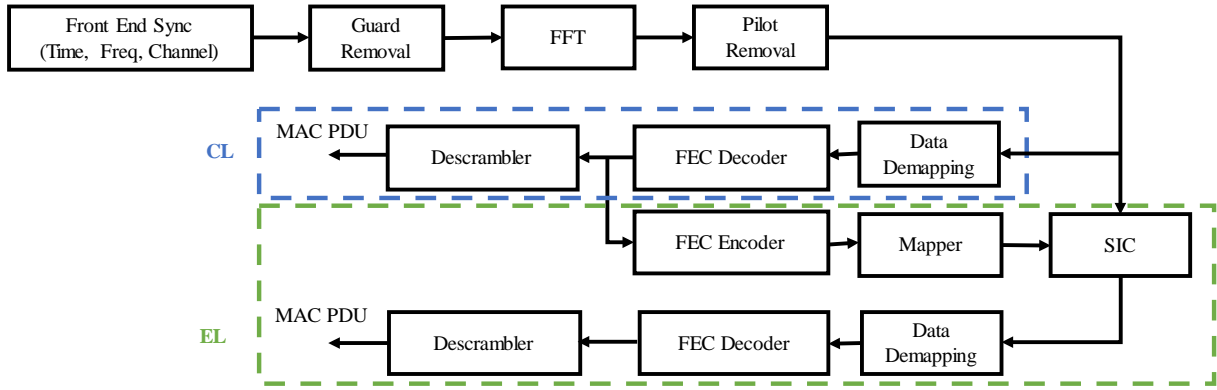 Front End Sync
(Time, Freq, Channel)
Guard
Removal
FFT
Pilot
Removal
CL
MAC PDU
Descrambler
FEC Decoder
Data
Demapping
FEC Encoder
Mapper
SIC
EL
MAC PDU
Descrambler
FEC Decoder
Data
Demapping